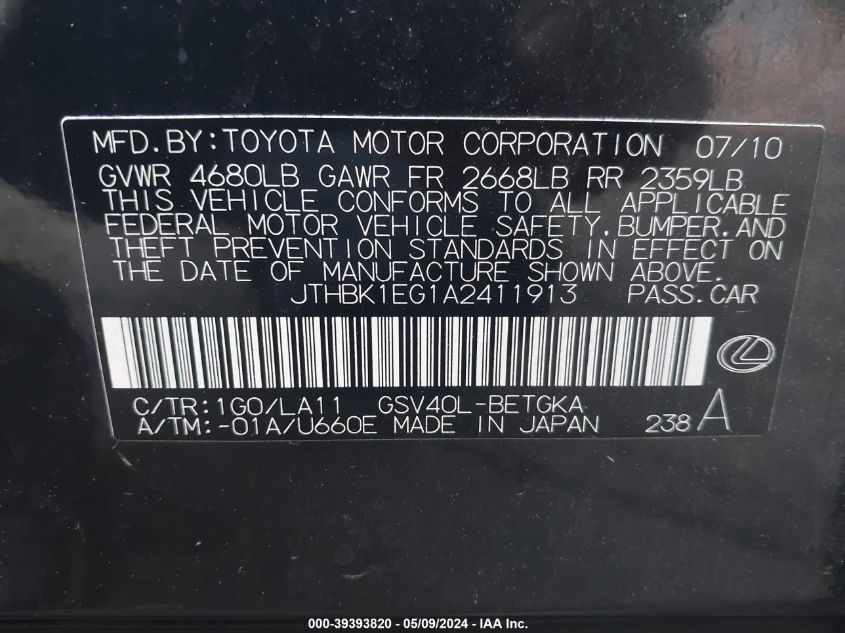 MFD.BY:TOYOTA MOTOR CORPORATION 07/10
GVWR 4680LB GAWR FR 2668LB RR 2359LB
THIS VEHICLE CONFORMS TO ALL APPLICABLE
FEDERAL MOTOR VEHICLE SAFETY,BUMPER,AND
THEFT PREVENTION STANDARDS IN EFFECT ON
THE DATE OF MANUFACTURE SHOWN ABOVE.
JTHBK1EG1A2411913 PASS.CAR
C/TR:1G0/LA11 GSV40L-BETGKA
A/TM:-01A/U660E MADE IN JAPAN 238 A
000-39393820 - 05/09/2024 - IAA Inc.